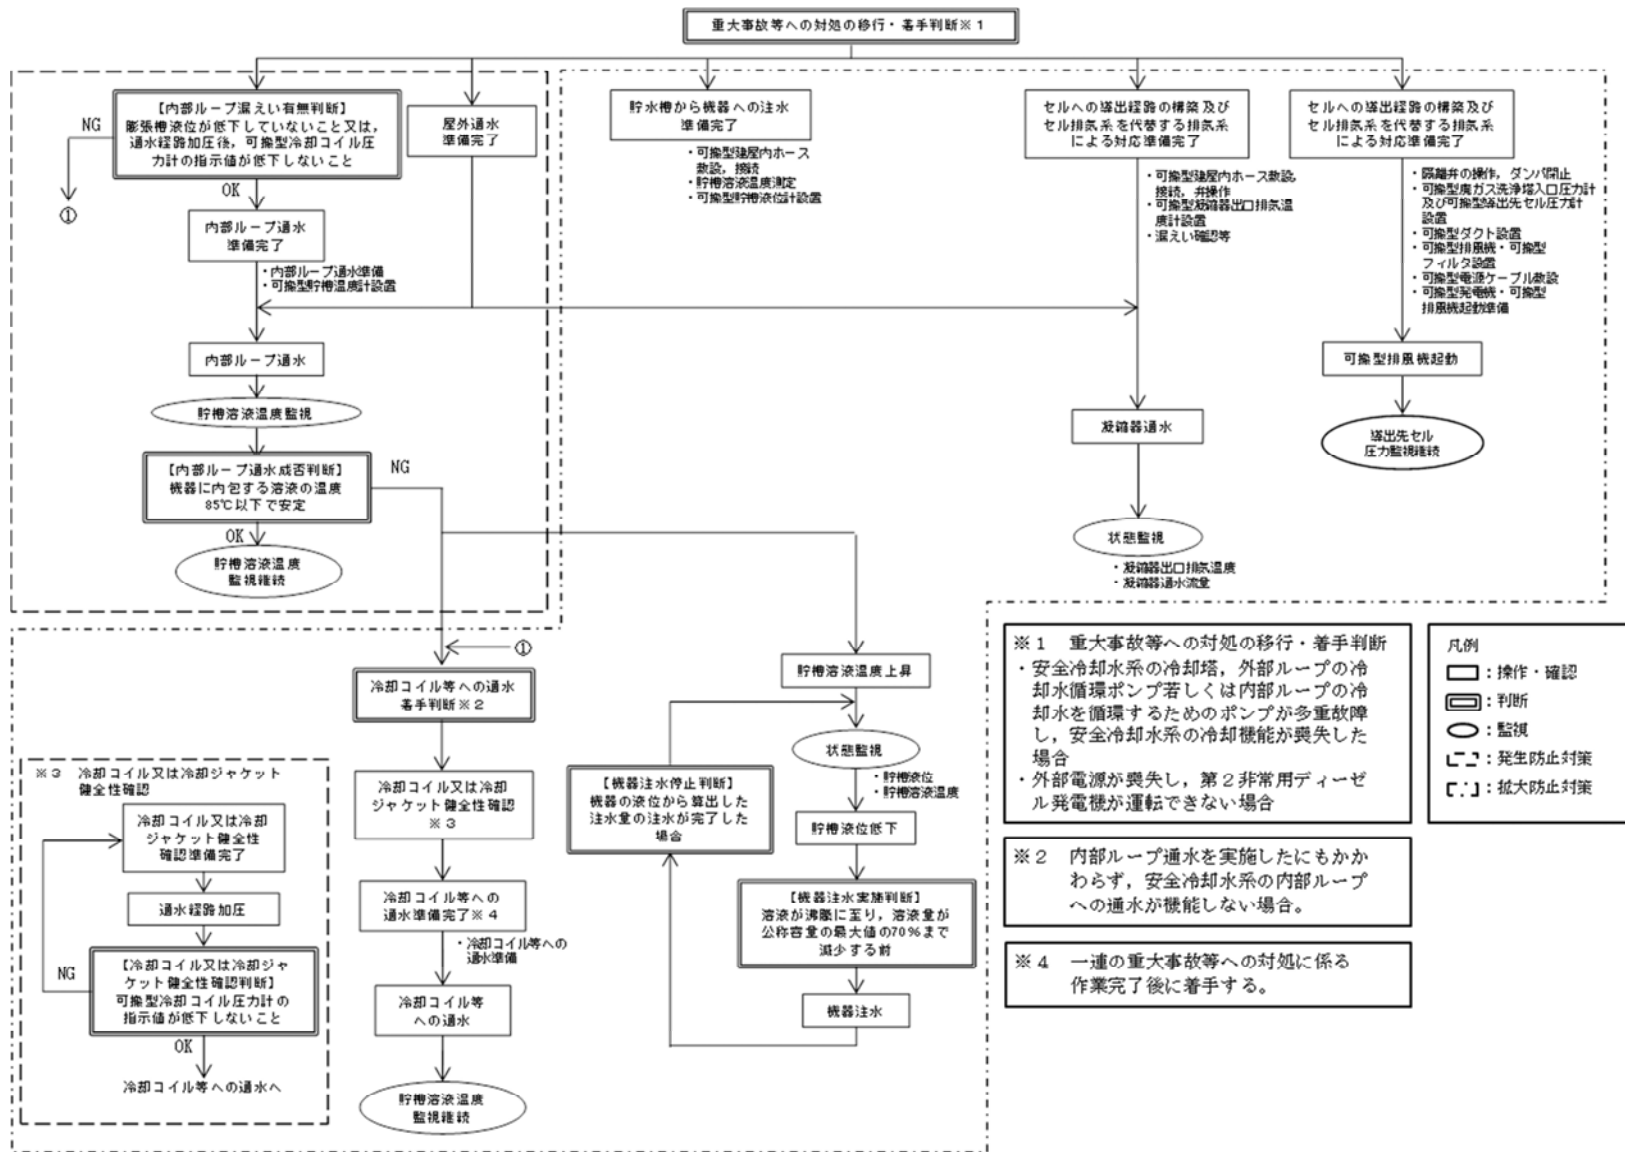 重大事故等への対処の移行・着手判断※1
【内部ループ漏えい有無判断】
膨張槽液位が低下していないこと又は，
通水経路加圧後，可搬型冷却コイル圧
力計の指示値が低下しないこと
NG
OK
①
屋外通水
準備完了
内部ループ通水
準備完了
・内部ループ通水準備
・可搬型貯槽温度計設置
内部ループ通水
貯槽溶液温度監視
【内部ループ通水成否判断】
機器に内包する溶液の温度
85℃以下で安定
NG
OK
貯槽溶液温度
監視継続
貯水槽から機器への注水
準備完了
・可搬型建屋内ホース
敷設，接続
・貯槽溶液温度測定
・可搬型貯槽液位計設置
セルへの導出経路の構築及び
セル排気系を代替する排気系
による対応準備完了
・可搬型建屋内ホース敷設，
接続，弁操作
・可搬型凝縮器出口排気温
度計設置
・漏えい確認等
凝縮器通水
状態監視
・凝縮器出口排気温度
・凝縮器通水流量
セルへの導出経路の構築及び
セル排気系を代替する排気系
による対応準備完了
・隔離弁の操作，ダンパ閉止
・可搬型廃ガス洗浄塔入口圧力計
及び可搬型導出先セル圧力計
設置
・可搬型ダクト設置
・可搬型排風機・可搬型
フィルタ設置
・可搬型電源ケーブル敷設
・可搬型発電機・可搬型
排風機起動準備
可搬型排風機起動
導出先セル
圧力監視継続
①
冷却コイル等への通水
着手判断※2
冷却コイル又は冷却
ジャケット健全性確認
※3
冷却コイル等への
通水準備完了※4
・冷却コイル等への
通水準備
冷却コイル等
への通水
貯槽溶液温度
監視継続
※3　冷却コイル又は冷却ジャケット
健全性確認
冷却コイル又は冷却
ジャケット健全性
確認準備完了
通水経路加圧
【冷却コイル又は冷却ジャ
ケット健全性確認判断】
可搬型冷却コイル圧力計の
指示値が低下しないこと
NG
OK
冷却コイル等への通水へ
貯槽溶液温度上昇
状態監視
・貯槽液位
・貯槽溶液温度
貯槽液位低下
【機器注水実施判断】
溶液が沸騰に至り，溶液量が
公称容量の最大値の70％まで
減少する前
機器注水
【機器注水停止判断】
機器の液位から算出した
注水量の注水が完了した
場合
※1　重大事故等への対処の移行・着手判断
・安全冷却水系の冷却塔，外部ループの冷
却水循環ポンプ若しくは内部ループの冷
却水を循環するためのポンプが多重故障
し，安全冷却水系の冷却機能が喪失した
場合
・外部電源が喪失し，第２非常用ディーゼ
ル発電機が運転できない場合
※2　内部ループ通水を実施したにもかか
わらず，安全冷却水系の内部ループ
への通水が機能しない場合。
※4　一連の重大事故等への対処に係る
作業完了後に着手する。
凡例
：操作・確認
：判断
：監視
：発生防止対策
：拡大防止対策